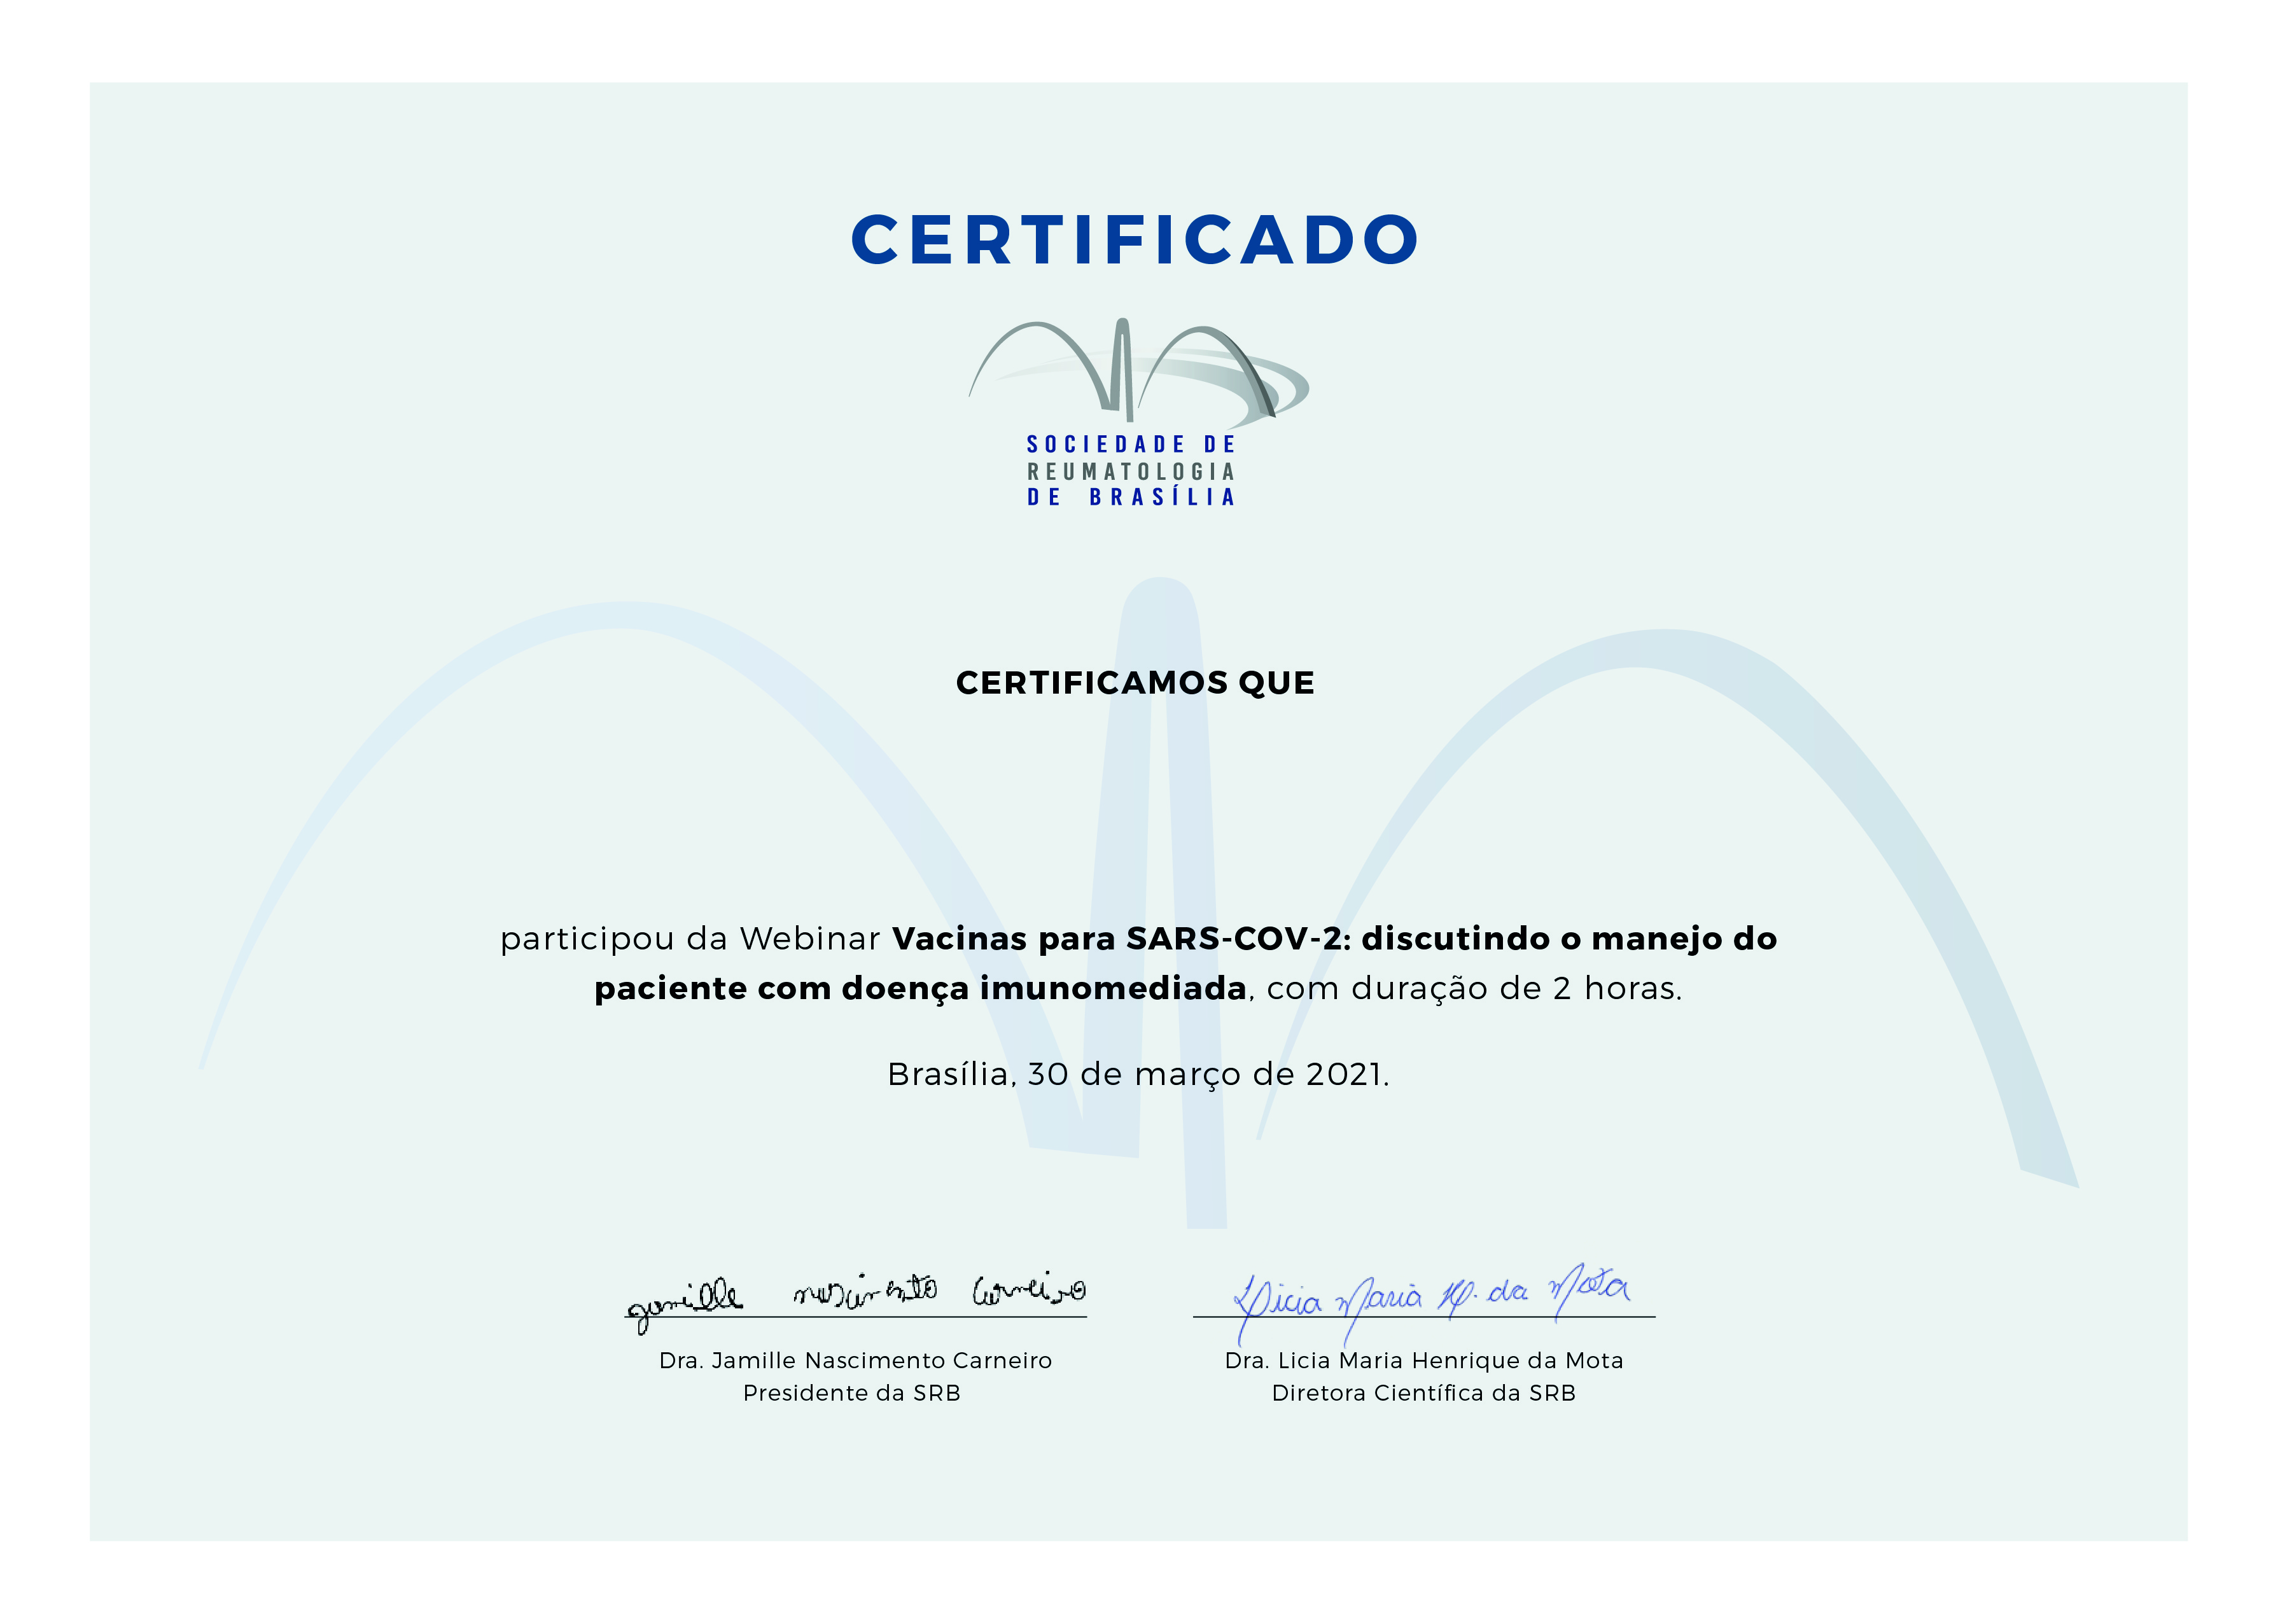 CERTIFICADO
SOCIEDADE DE
REUMATOLOGIA
DE BRASÍLIA
CERTIFICAMOS QUE
participou da Webinar Vacinas para SARS-COV-2: discutindo o manejo do
paciente com doença imunomediada, com duração de 2 horas.
Brasília, 30 de março de 2021.
Jamille Nascimento Carneiro
Licia Maria H. da Mota
Dra. Jamille Nascimento Carneiro
Presidente da SRB
Dra. Licia Maria Henrique da Mota
Diretora Científica da SRB